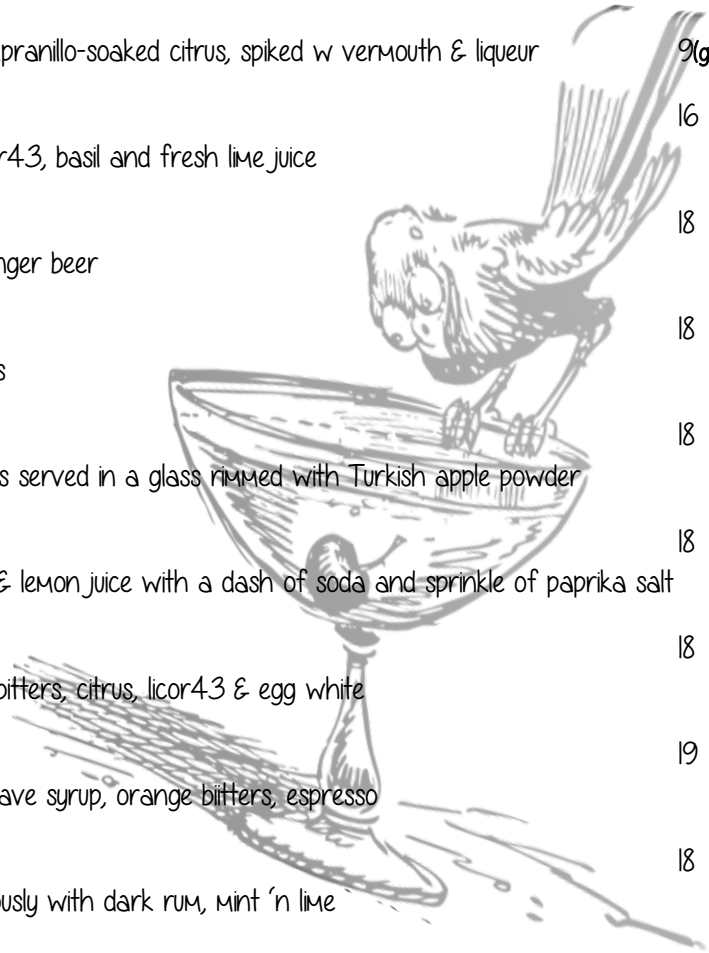 pranillo-soaked citrus, spiked w vermouth & liqueur 9(g
16
r43, basil and fresh lime juice
18
nger beer
18
s
18
s served in a glass rimmed with Turkish apple powder
18
& lemon juice with a dash of soda and sprinkle of paprika salt
18
bitters, citrus, licor43 & egg white
19
ave syrup, orange biitters, espresso
18
usly with dark rum, mint 'n lime